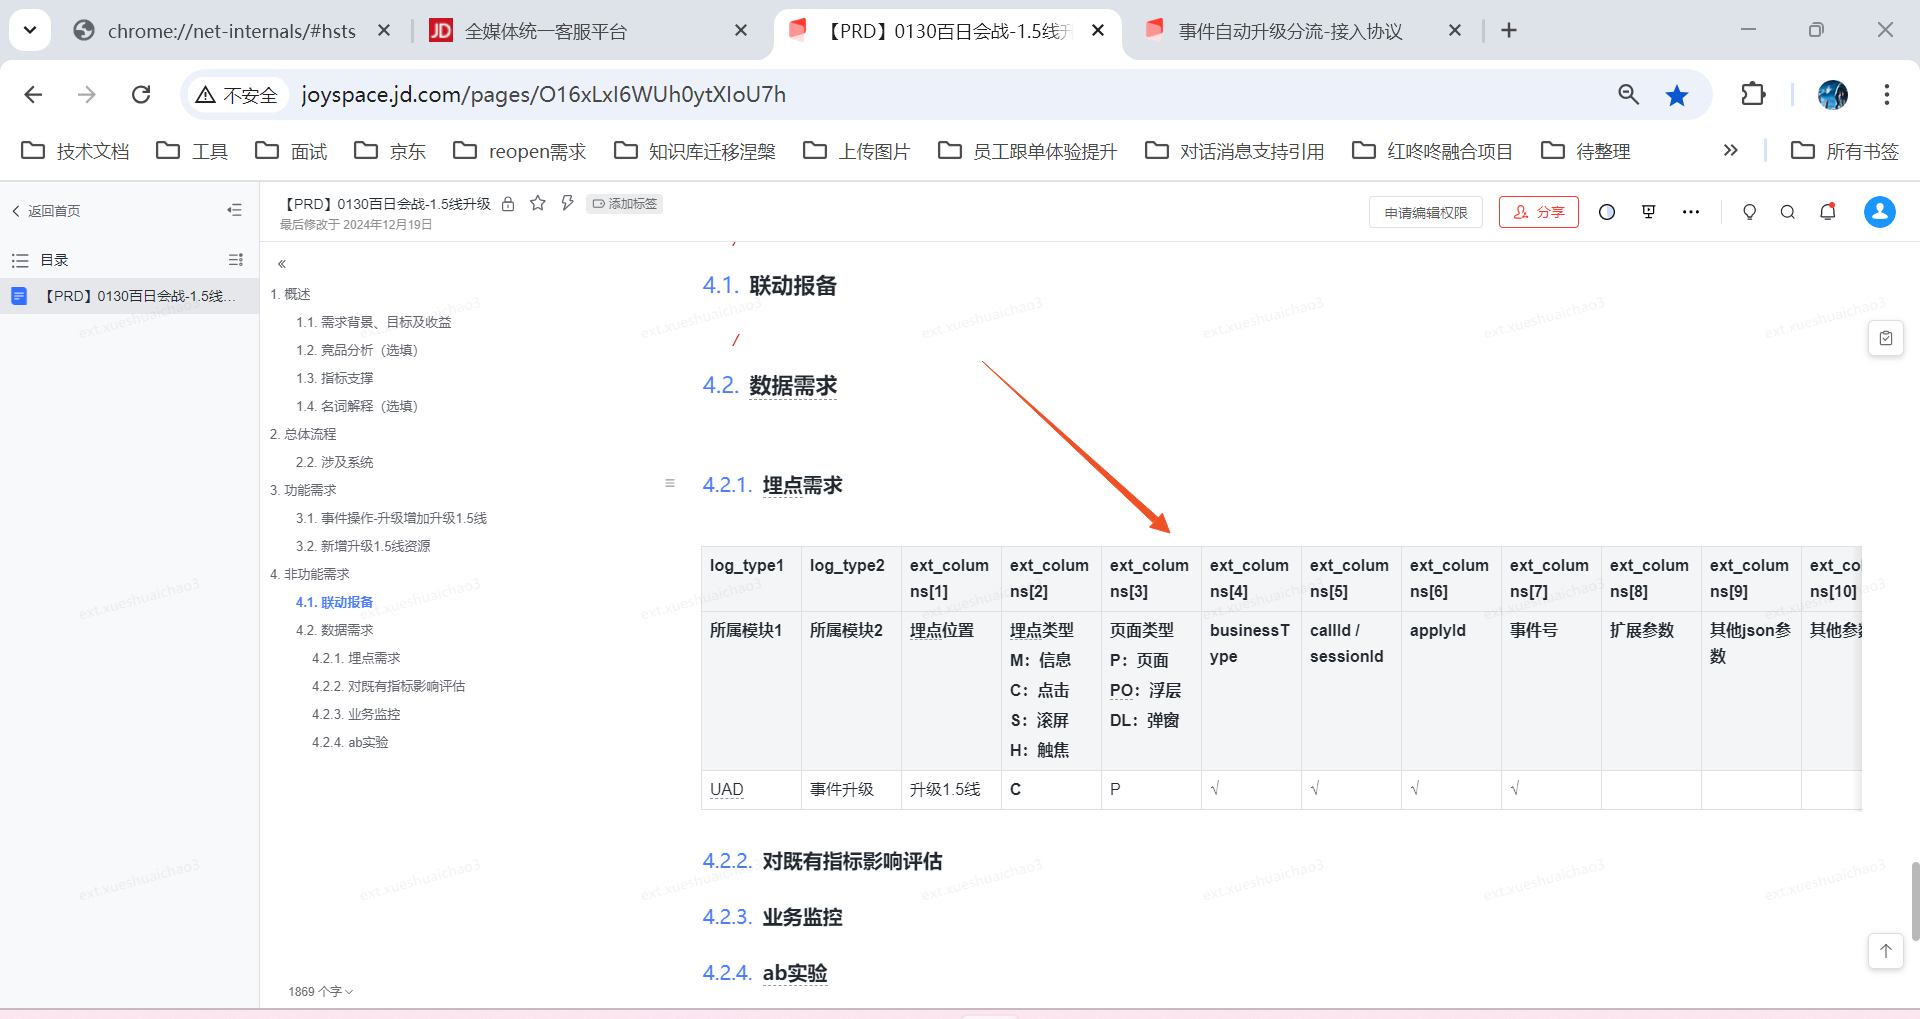 chrome://net-internals/#hsts
JD 全媒体统一客服平台
【PRD】0130百日会战-1.5线升
事件自动升级分流-接入协议
不安全 joyspace.jd.com/pages/O16xLxI6WUh0ytXIoU7h
技术文档 工具 面试 京东 reopen需求 知识库迁移涅槃 上传图片 员工跟单体验提升 对话消息支持引用 红咚咚融合项目 待整理 » 所有书签
返回首页
【PRD】0130百日会战-1.5线升级 添加标签
最后修改于 2024年12月19日
申请编辑权限 分享
目录
【PRD】0130百日会战-1.5线...
«
1. 概述
1.1. 需求背景、目标及收益
1.2. 竞品分析（选填）
1.3. 指标支撑
1.4. 名词解释（选填）
2. 总体流程
2.2. 涉及系统
3. 功能需求
3.1. 事件操作-升级增加升级1.5线
3.2. 新增升级1.5线资源
4. 非功能需求
4.1. 联动报备
4.2. 数据需求
4.2.1. 埋点需求
4.2.2. 对既有指标影响评估
4.2.3. 业务监控
4.2.4. ab实验
1869 个字
4.1. 联动报备
/
4.2. 数据需求
4.2.1. 埋点需求
log_type1 log_type2 ext_columns[1] ext_columns[2] ext_columns[3] ext_columns[4] ext_columns[5] ext_columns[6] ext_columns[7] ext_columns[8] ext_columns[9] ext_co
ns[10]
所属模块1 所属模块2 埋点位置 埋点类型 页面类型 businessType callId / sessionId applyId 事件号 扩展参数 其他json参数 其他参
M：信息 P：页面
C：点击 PO：浮层
S：滚屏 DL：弹窗
H：触焦
UAD 事件升级 升级1.5线 C P √ √ √ √
4.2.2. 对既有指标影响评估
4.2.3. 业务监控
4.2.4. ab实验
ext.xueshuaichao3